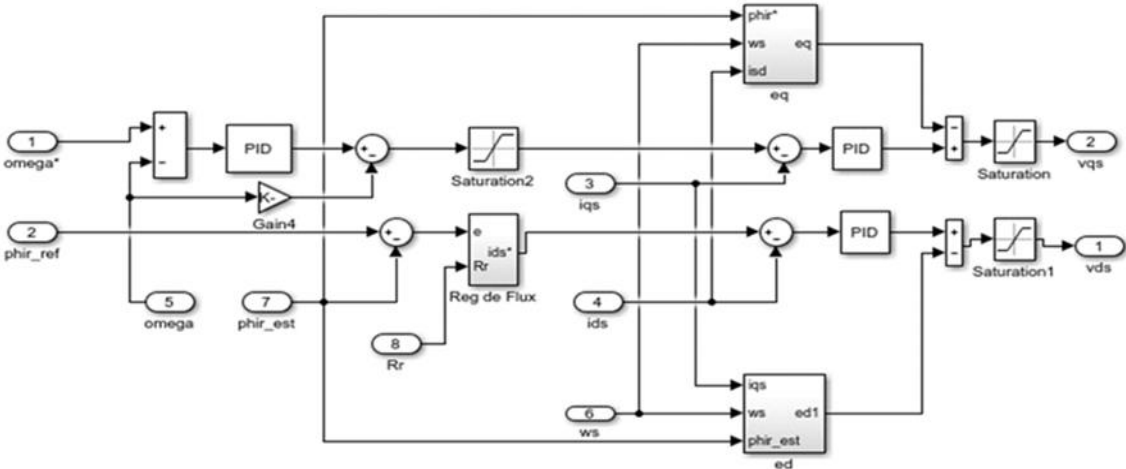 phir*
ws eq
isd
eq
1
omega*
+
−
PID
+
−
Saturation2
+
−
PID
−
+
Saturation
2
vqs
K-
Gain4
3
iqs
2
phir_ref
+
−
e
ids*
Rr
Reg de Flux
+
−
PID
+
−
Saturation1
1
vds
5
omega
7
phir_est
4
ids
8
Rr
6
ws
iqs
ws ed1
phir_est
ed